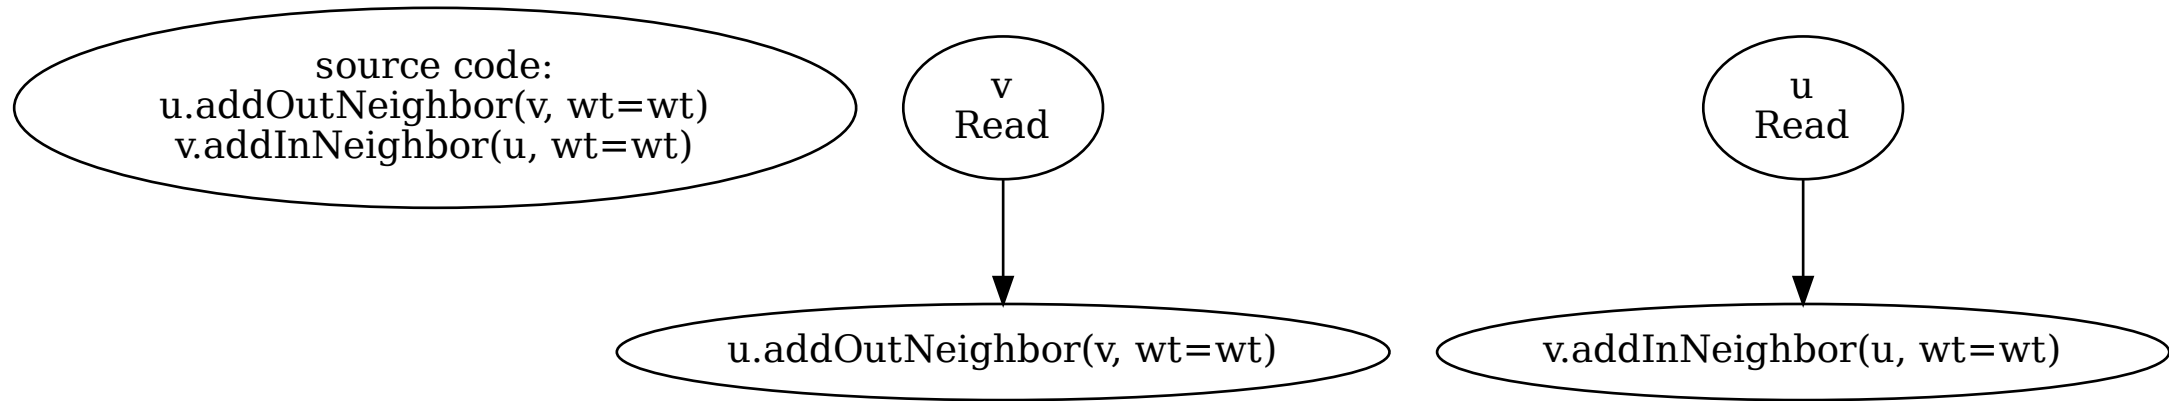 source code:
u.addOutNeighbor(v, wt=wt)
v.addInNeighbor(u, wt=wt)
v
Read
u
Read
u.addOutNeighbor(v, wt=wt)
v.addInNeighbor(u, wt=wt)